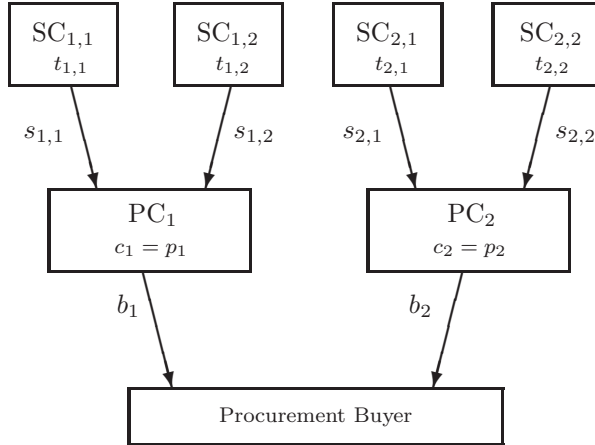 SC₁,₁ SC₁,₂ SC₂,₁ SC₂,₂
t₁,₁ t₁,₂ t₂,₁ t₂,₂
s₁,₁ s₁,₂ s₂,₁ s₂,₂
PC₁ PC₂
c₁ = p₁ c₂ = p₂
b₁ b₂
Procurement Buyer